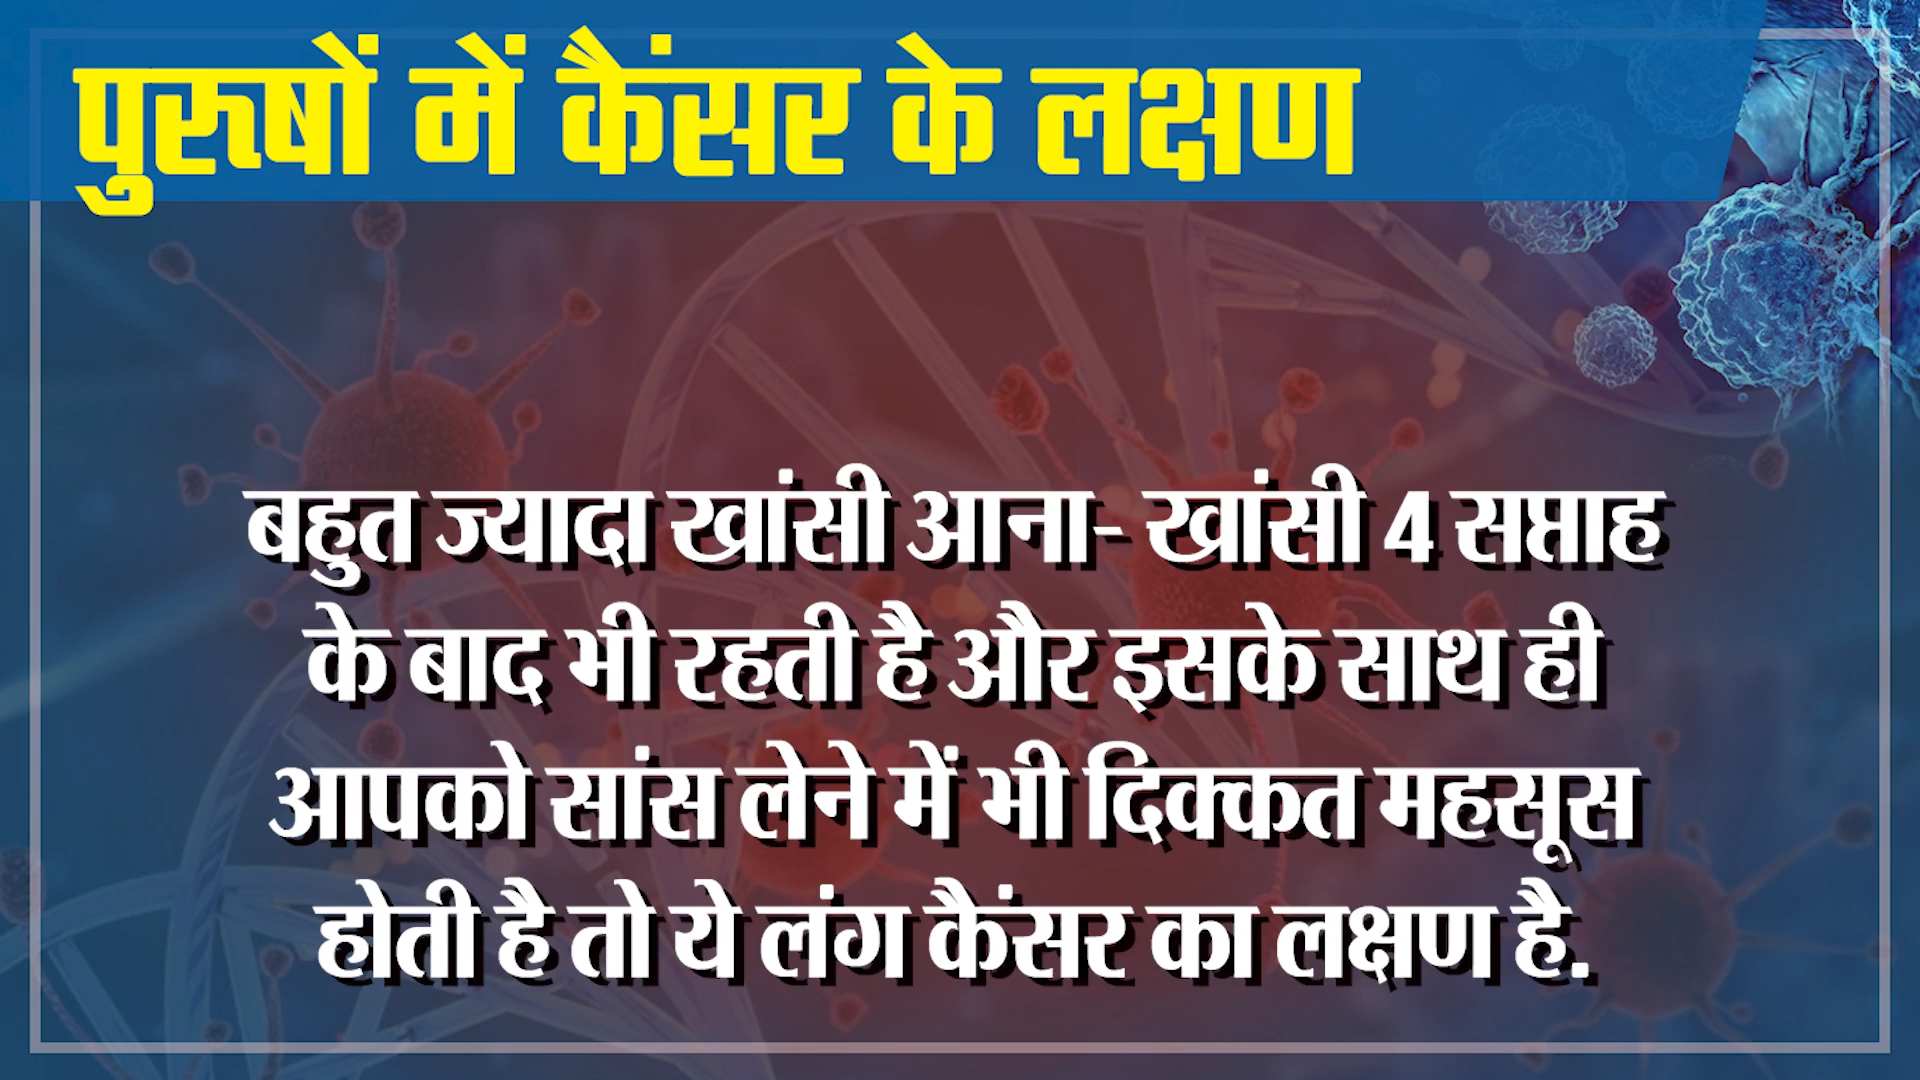 पुरुषों में कैंसर के लक्षण
बहुत ज्यादा खांसी आना- खांसी 4 सप्ताह
के बाद भी रहती है और इसके साथ ही
आपको सांस लेने में भी दिक्कत महसूस
होती है तो ये लंग कैंसर का लक्षण है.